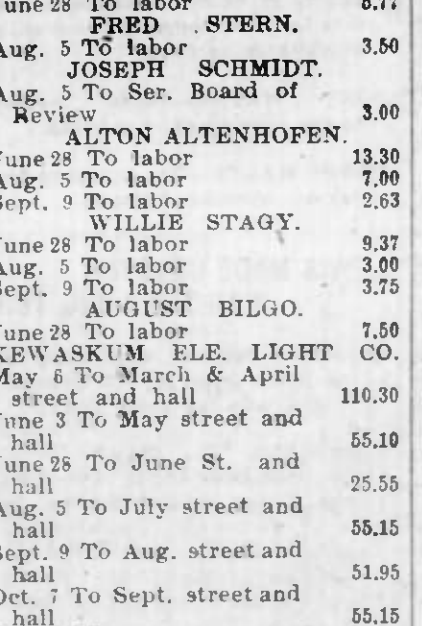 June 28 To labor 8.77
FRED STERN.
Aug. 5 To labor 3.50
JOSEPH SCHMIDT.
Aug. 5 To Ser. Board of
Review 3.00
ALTON ALTENHOFEN.
June 28 To labor 13.30
Aug. 5 To labor 7.00
Sept. 9 To labor 2.63
WILLIE STAGY.
June 28 To labor 9.37
Aug. 5 To labor 3.00
Sept. 9 To labor 3.75
AUGUST BILGO.
June 28 To labor 7.50
KEWASKUM ELE. LIGHT CO.
May 6 To March & April
street and hall 110.30
June 3 To May street and
hall 55.10
June 28 To June St. and
hall 25.55
Aug. 5 To July street and
hall 55.15
Sept. 9 To Aug. street and
hall 51.95
Oct. 7 To Sept. street and
hall 55.15